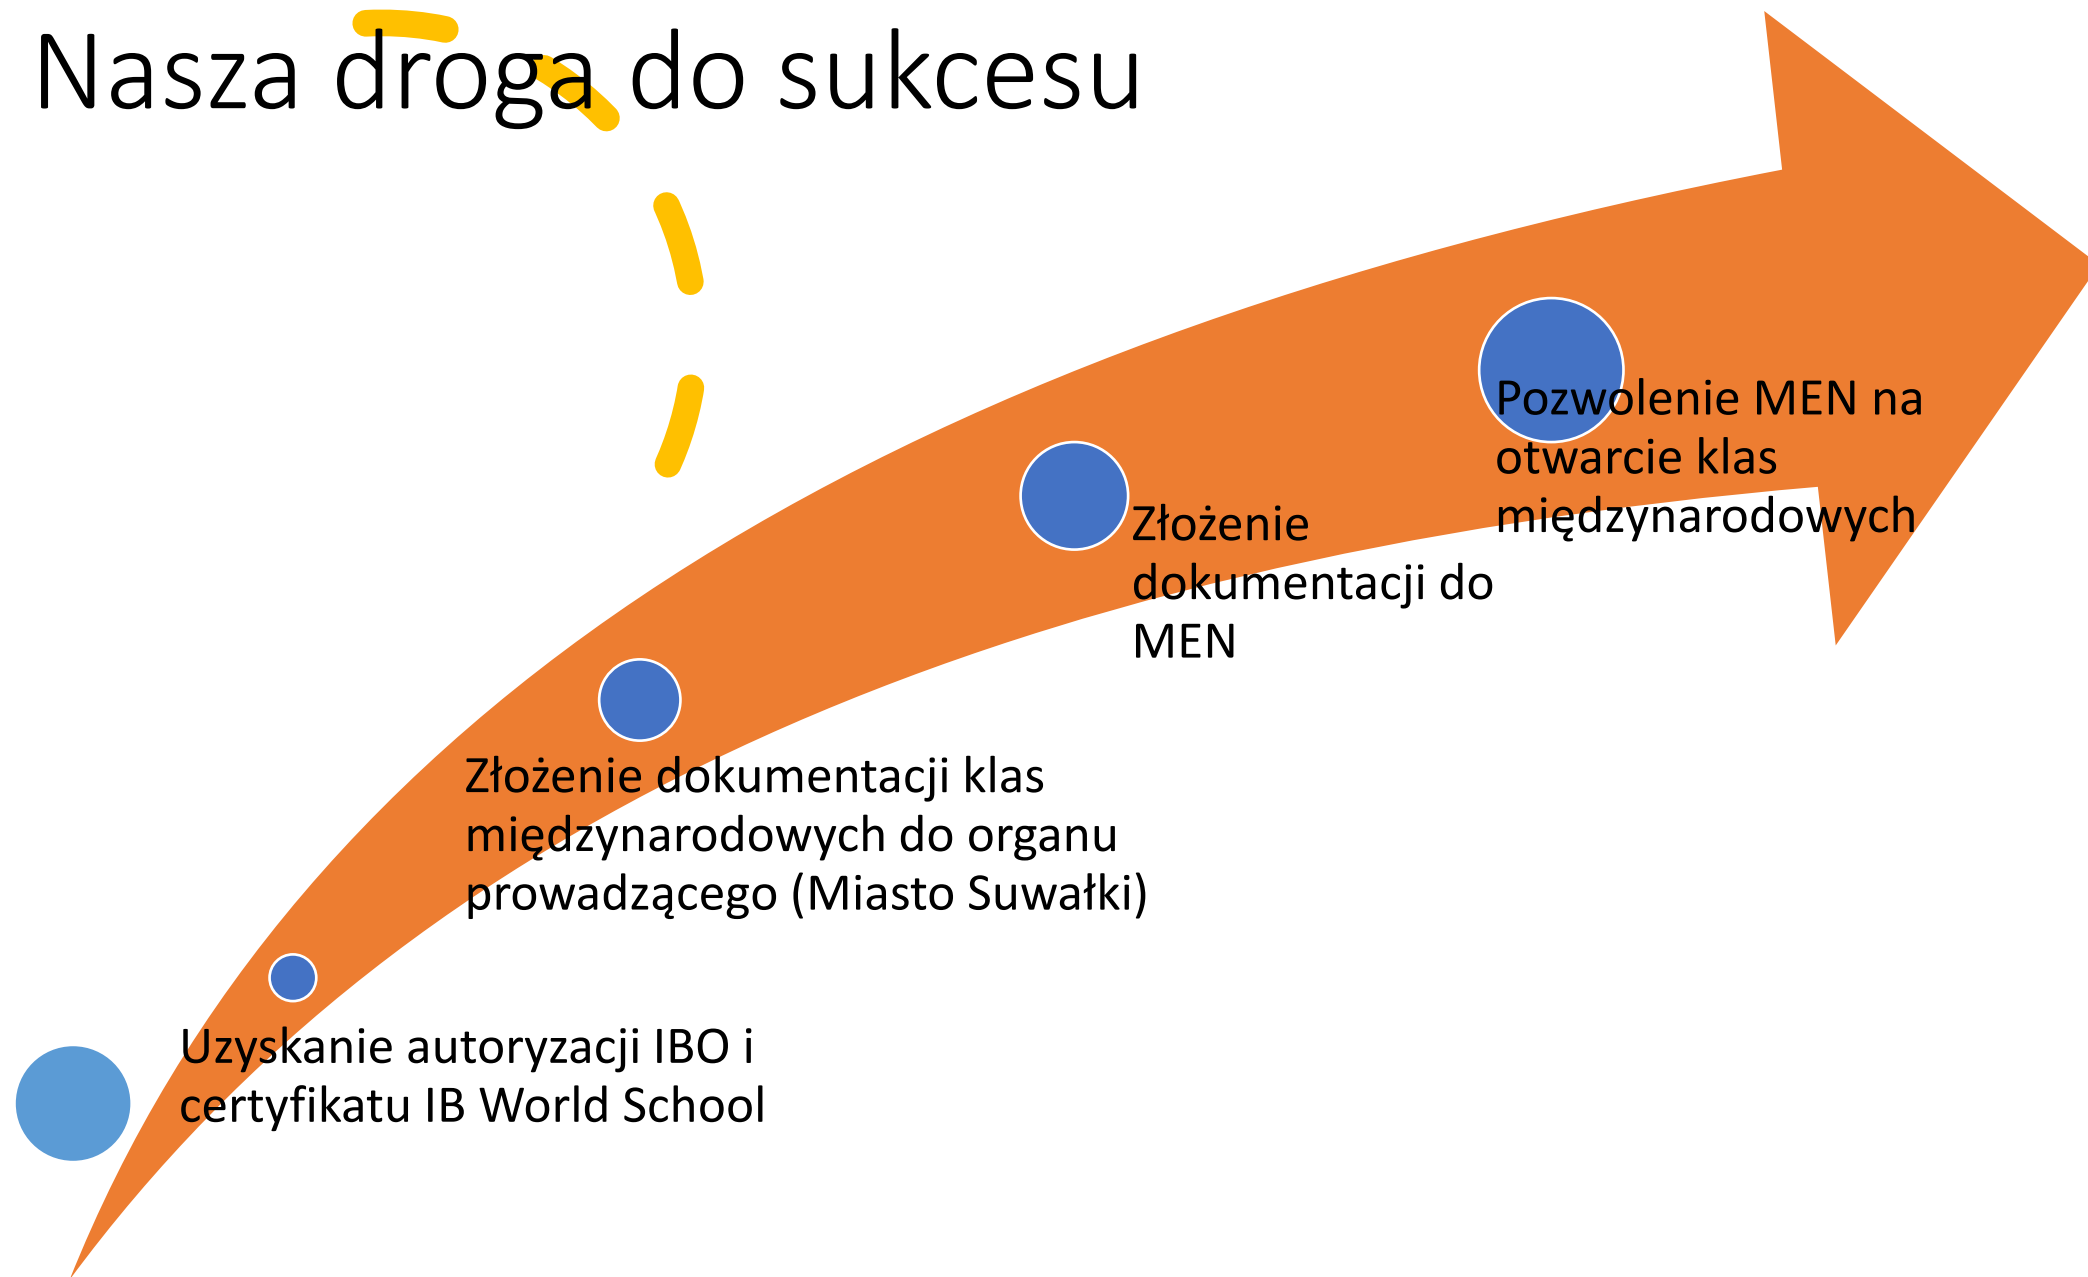 Nasza droga do sukcesu
Pozwolenie MEN na
otwarcie klas
międzynarodowych
Złożenie
dokumentacji do
MEN
Złożenie dokumentacji klas
międzynarodowych do organu
prowadzącego (Miasto Suwałki)
Uzyskanie autoryzacji IBO i
certyfikatu IB World School